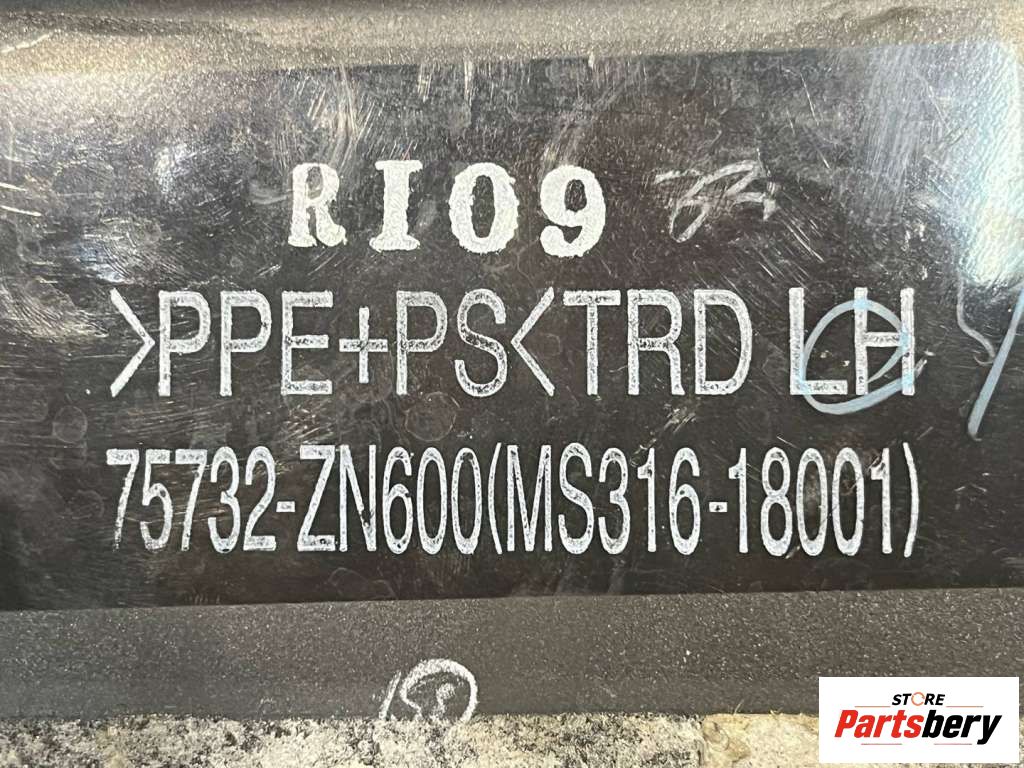 RI09
>PPE+PS<TRD LH
75732-ZN600(MS316-18001)
STORE
Partsbery